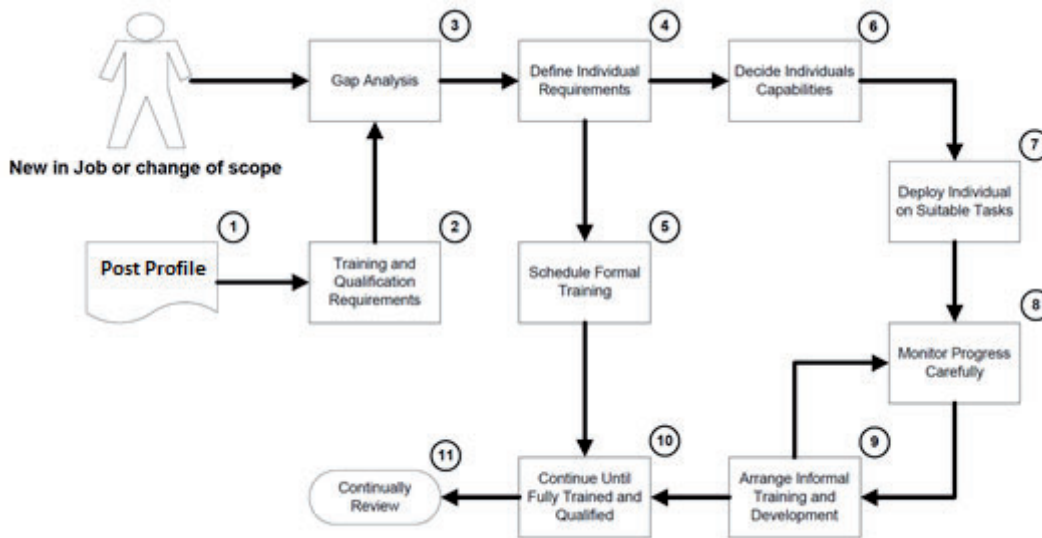 3
4
6
Gap Analysis
Define Individual
Requirements
Decide Individuals
Capabilities
New in Job or change of scope
7
Deploy Individual
on Suitable Tasks
1
2
5
Post Profile
Training and
Qualification
Requirements
Schedule Formal
Training
8
Monitor Progress
Carefully
11
10
9
Continually
Review
Continue Until
Fully Trained and
Qualified
Arrange Informal
Training and
Development